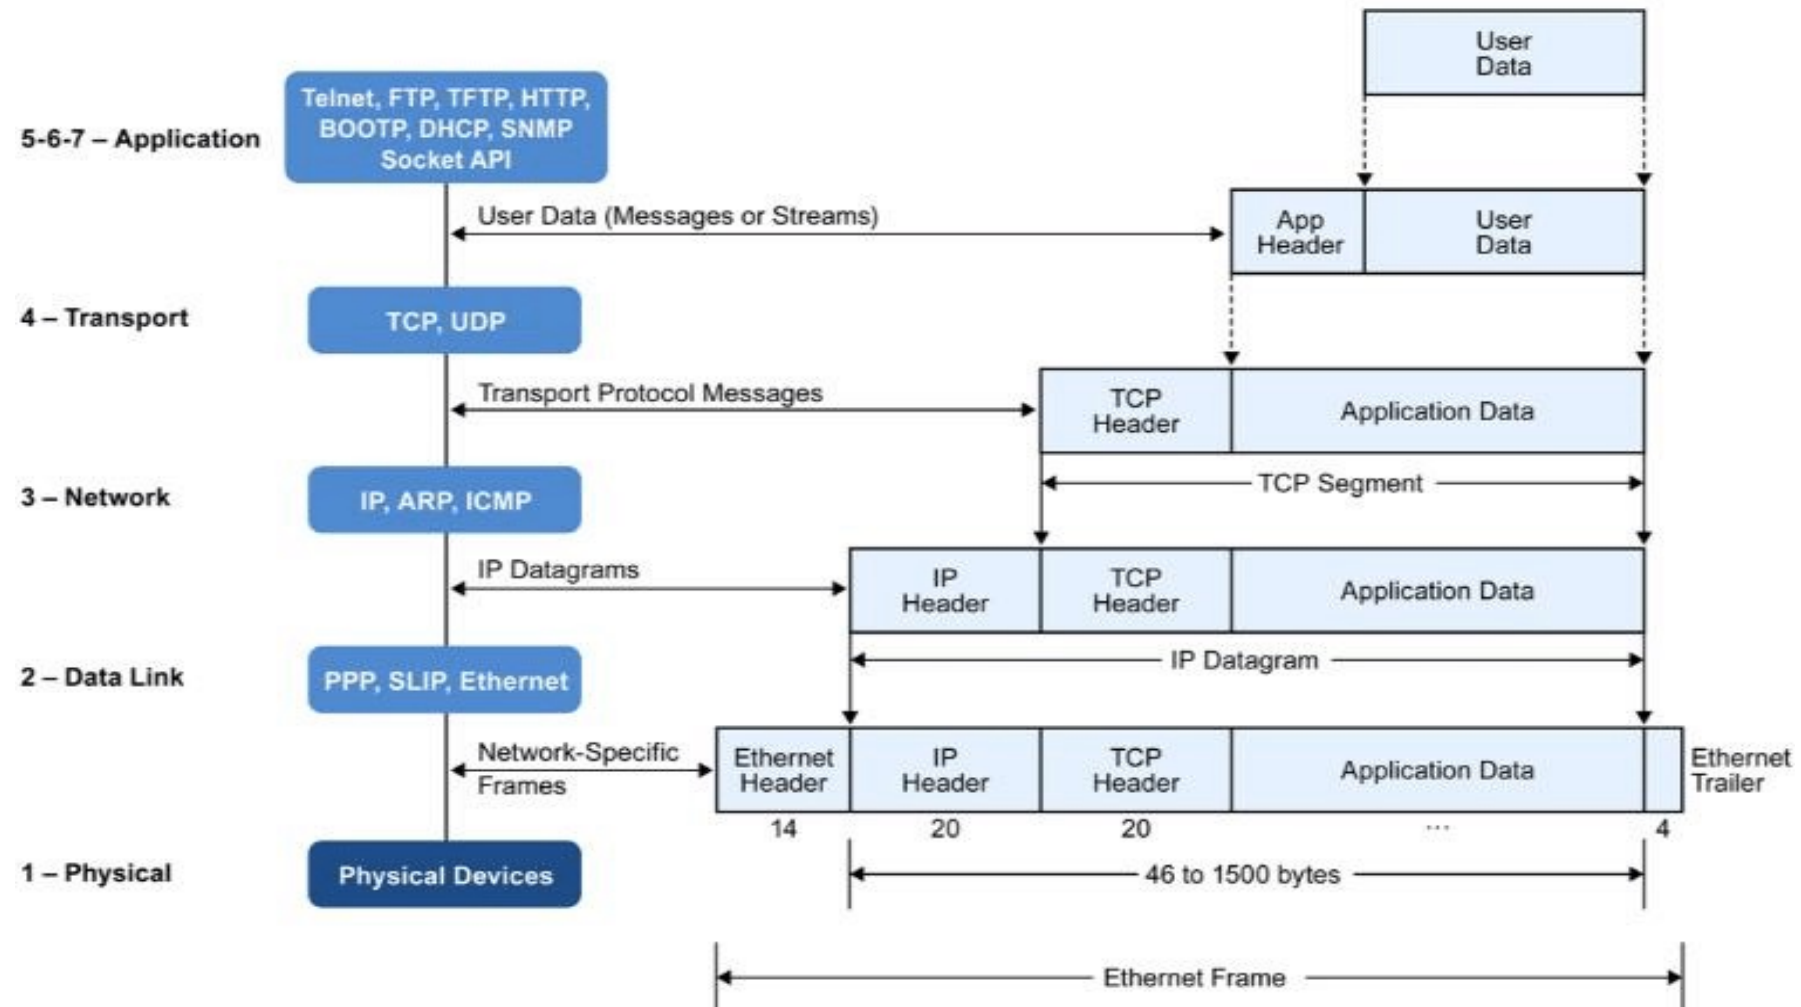 User
Data
Telnet, FTP, TFTP, HTTP,
BOOTP, DHCP, SNMP
Socket API
5-6-7 – Application
User Data (Messages or Streams)
App
Header
User
Data
4 – Transport
TCP, UDP
Transport Protocol Messages
TCP
Header
Application Data
TCP Segment
3 – Network
IP, ARP, ICMP
IP Datagrams
IP
Header
TCP
Header
Application Data
IP Datagram
2 – Data Link
PPP, SLIP, Ethernet
Network-Specific
Frames
Ethernet
Header
IP
Header
TCP
Header
Application Data
Ethernet
Trailer
14
20
20
...
4
1 – Physical
Physical Devices
46 to 1500 bytes
Ethernet Frame